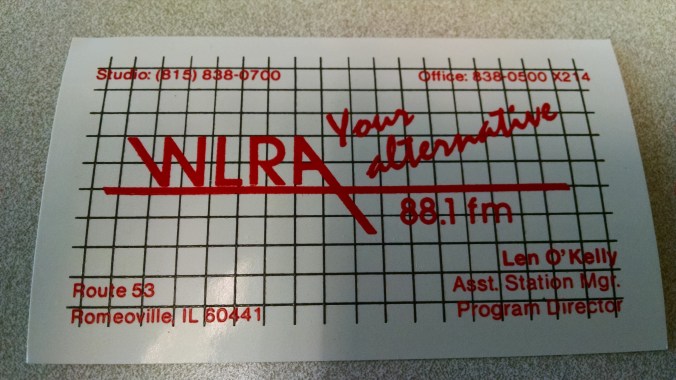 Studio: (815) 838-0700
Office: 838-0500 X214
WLRA
Your
alternative
88.1 fm
Len O'Kelly
Asst. Station Mgr.
Program Director
Route 53
Romeoville, IL 60441